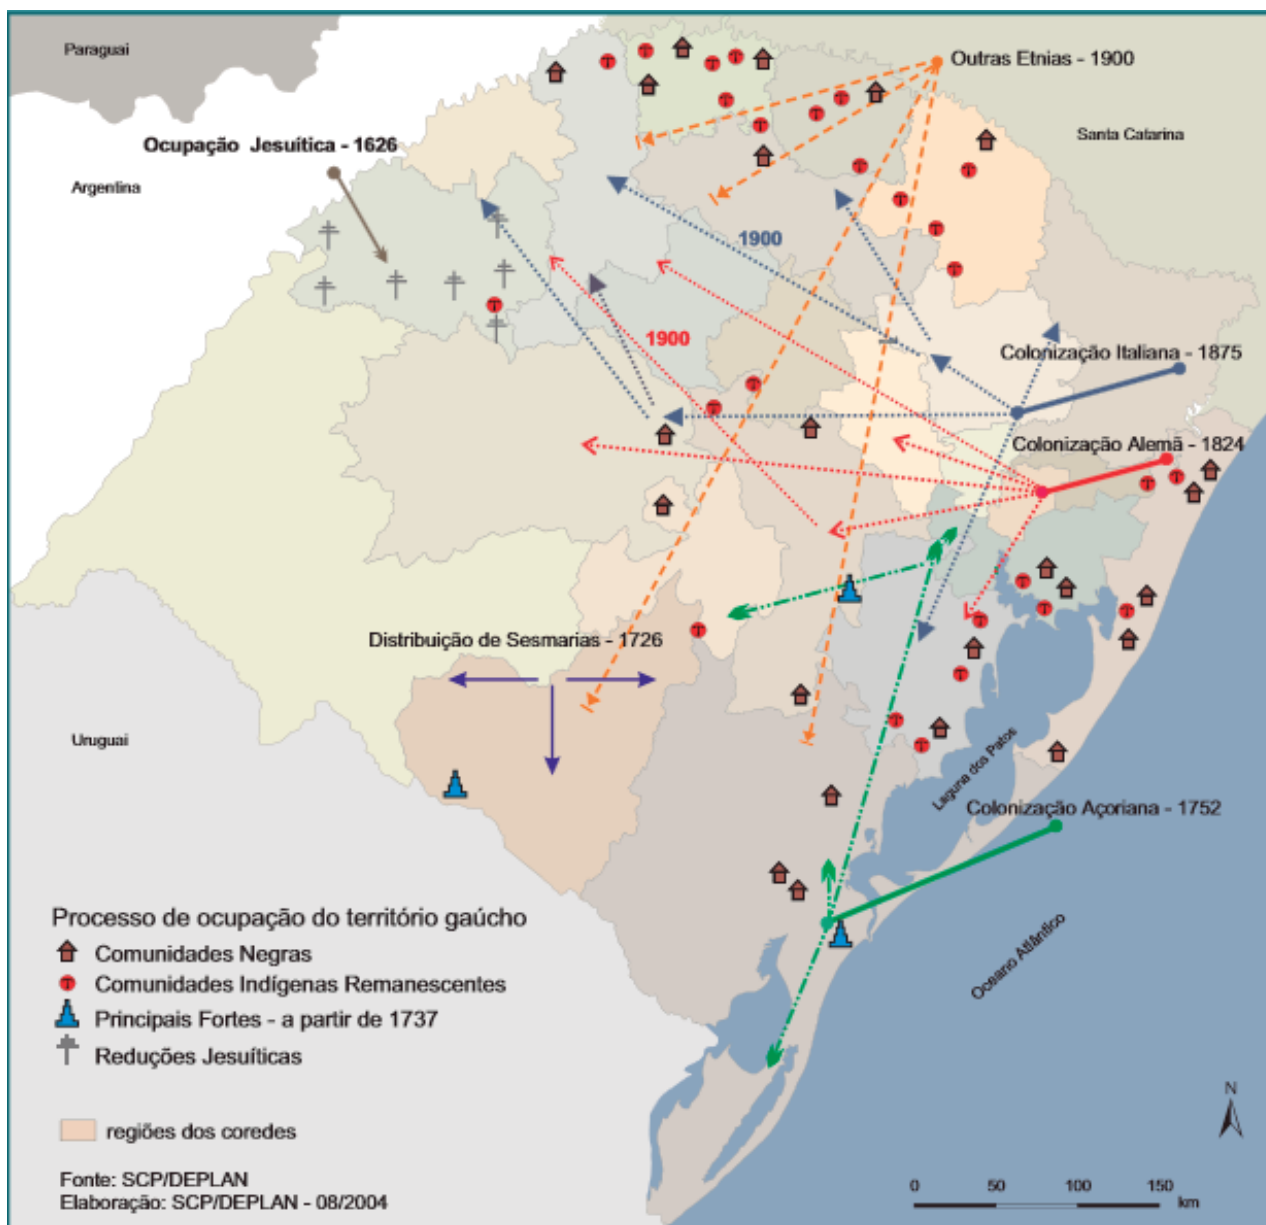 Paraguai
Outras Etnias - 1900
Santa Catarina
Ocupação Jesuítica - 1626
Argentina
1900
1900
Colonização Italiana - 1875
Colonização Alemã - 1824
Distribuição de Sesmarias - 1726
Uruguai
Laguna dos Patos
Colonização Açoriana - 1752
Oceano Atlântico
Processo de ocupação do território gaúcho
Comunidades Negras
Comunidades Indígenas Remanescentes
Principais Fortes - a partir de 1737
Reduções Jesuíticas
regiões dos coredes
Fonte: SCP/DEPLAN
Elaboração: SCP/DEPLAN - 08/2004
N
0 50 100 150
km